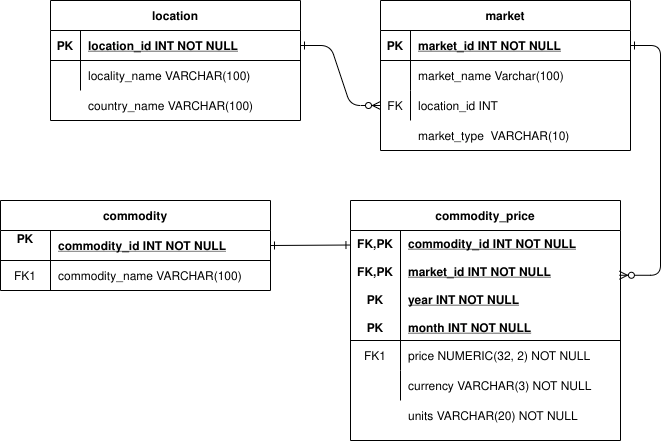 location
PK location_id INT NOT NULL
locality_name VARCHAR(100)
country_name VARCHAR(100)
market
PK market_id INT NOT NULL
market_name Varchar(100)
FK location_id INT
market_type VARCHAR(10)
commodity
PK commodity_id INT NOT NULL
FK1 commodity_name VARCHAR(100)
commodity_price
FK,PK commodity_id INT NOT NULL
FK,PK market_id INT NOT NULL
PK year INT NOT NULL
PK month INT NOT NULL
FK1 price NUMERIC(32, 2) NOT NULL
currency VARCHAR(3) NOT NULL
units VARCHAR(20) NOT NULL